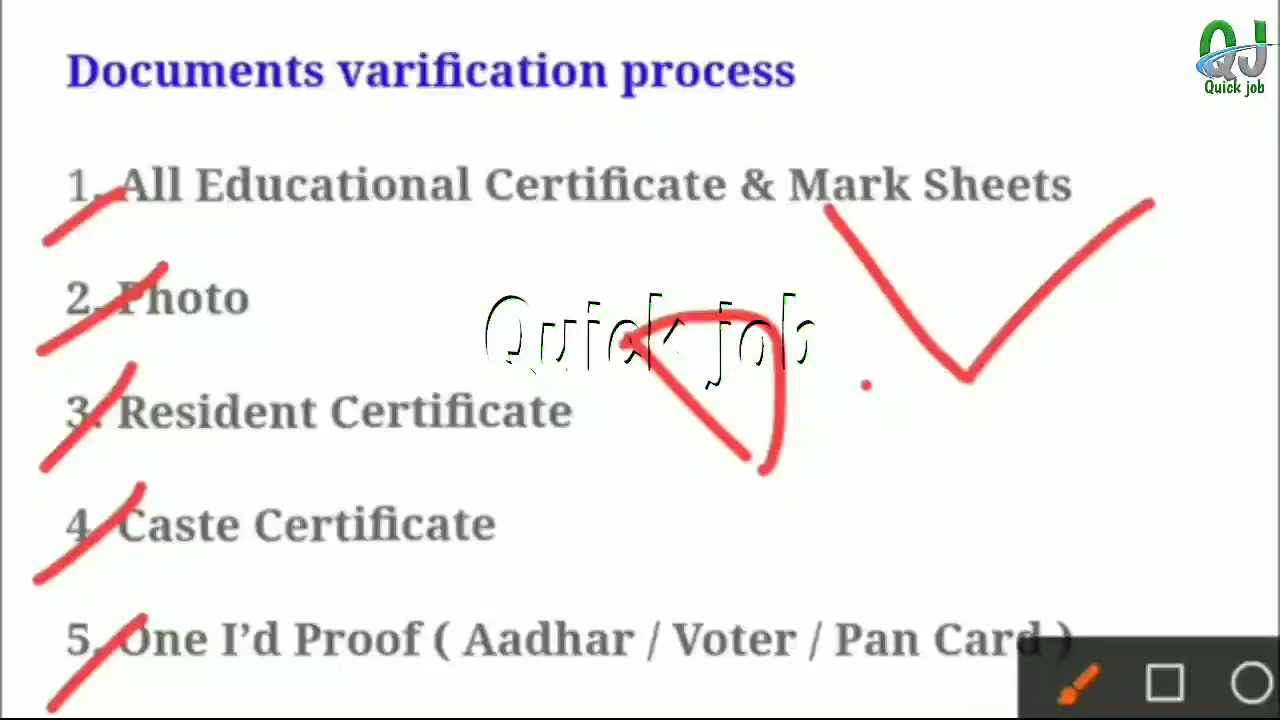 QJ
Quick job
Documents varification process
1. All Educational Certificate & Mark Sheets
2. Photo
Quick job
3. Resident Certificate
4. Caste Certificate
5. One I’d Proof ( Aadhar / Voter / Pan Card )